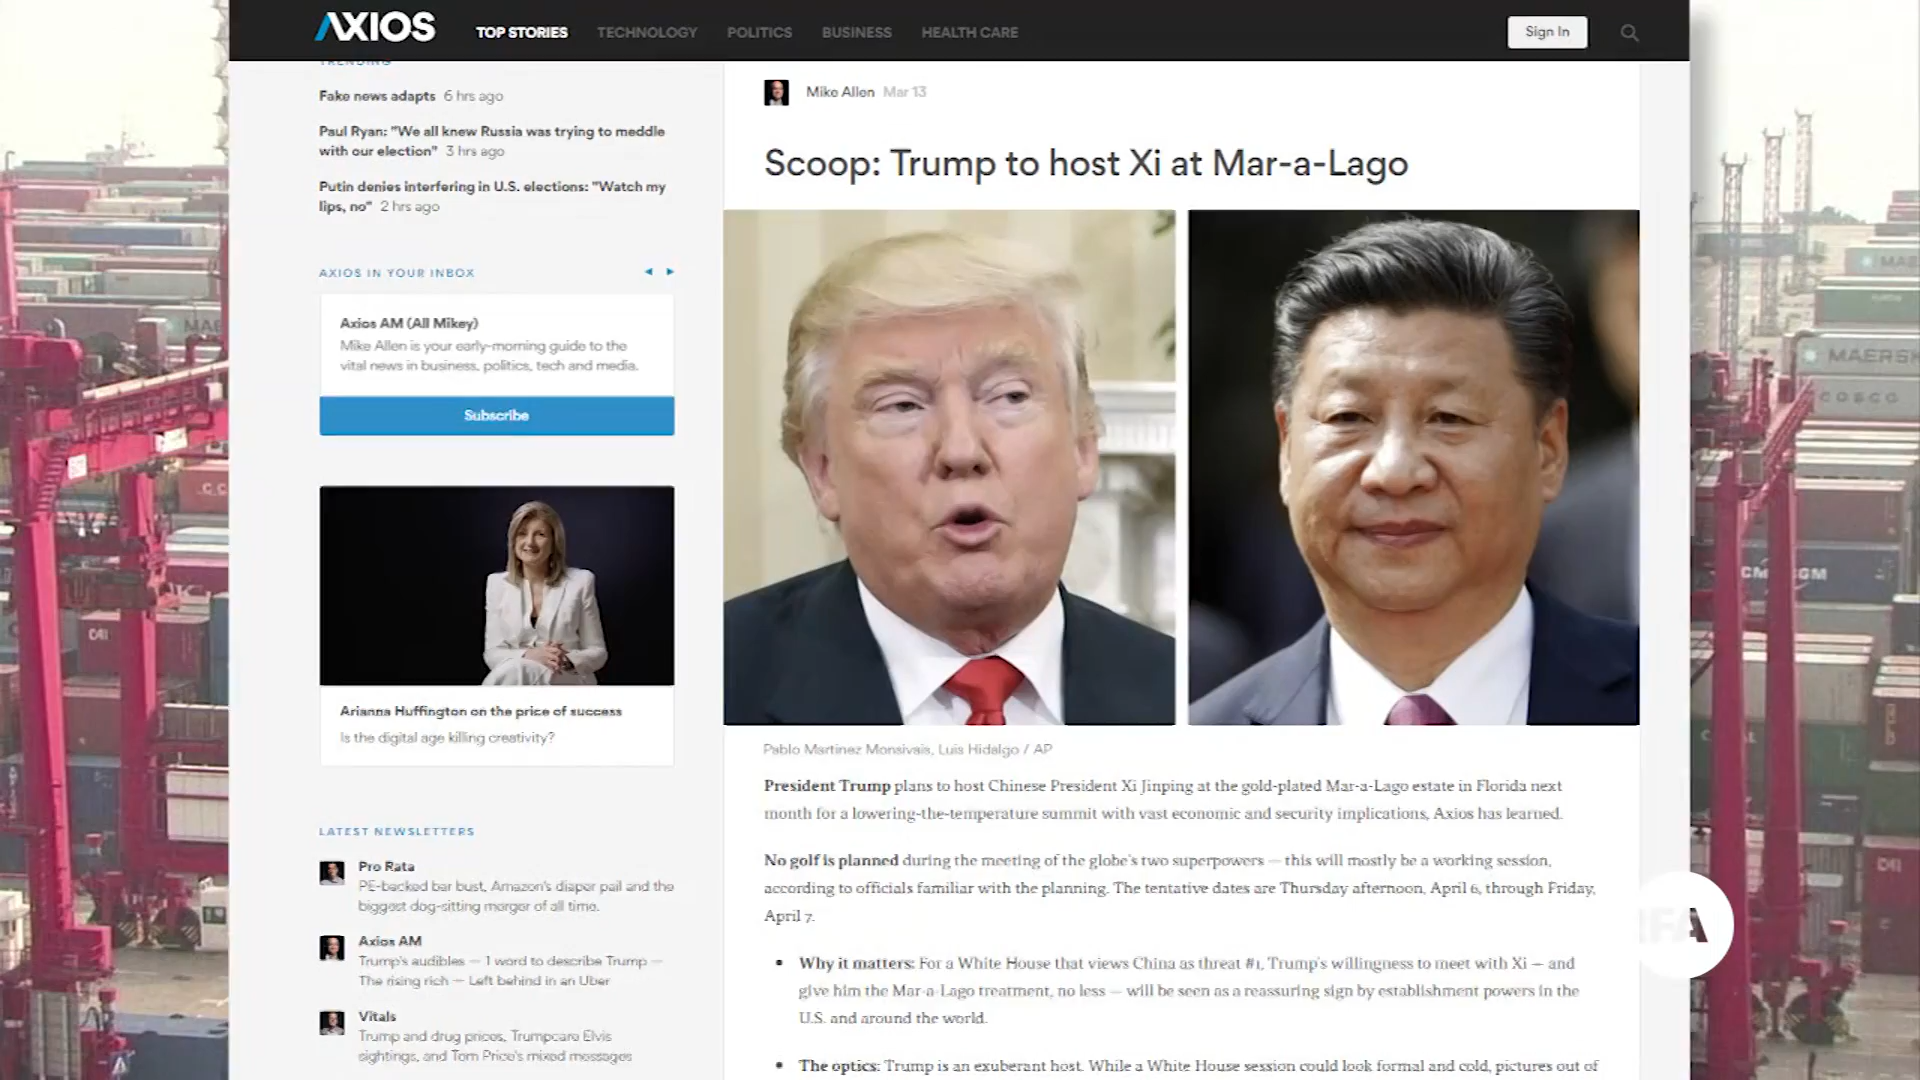 AXIOS
TOP STORIES TECHNOLOGY POLITICS BUSINESS HEALTH CARE Sign In
TRENDING
Fake news adapts 6 hrs ago
Paul Ryan: "We all knew Russia was trying to meddle
with our election" 3 hrs ago
Putin denies interfering in U.S. elections: "Watch my
lips, no" 2 hrs ago
AXIOS IN YOUR INBOX
Axios AM (All Mikey)
Mike Allen is your early-morning guide to the
vital news in business, politics, tech and media.
Subscribe
Arianna Huffington on the price of success
Is the digital age killing creativity?
LATEST NEWSLETTERS
Pro Rata
PE-backed bar bust, Amazon's diaper pail and the
biggest dog-sitting merger of all time.
Axios AM
Trump's audibles — 1 word to describe Trump —
The rising rich — Left behind in an Uber
Vitals
Trump and drug prices, Trumpcare Elvis
sightings, and Tom Price's mixed messages
Mike Allen Mar 13
Scoop: Trump to host Xi at Mar-a-Lago
Pablo Martinez Monsivais, Luis Hidalgo / AP
President Trump plans to host Chinese President Xi Jinping at the gold-plated Mar-a-Lago estate in Florida next
month for a lowering-the-temperature summit with vast economic and security implications, Axios has learned.
No golf is planned during the meeting of the globe's two superpowers — this will mostly be a working session,
according to officials familiar with the planning. The tentative dates are Thursday afternoon, April 6, through Friday,
April 7.
• Why it matters: For a White House that views China as threat #1, Trump's willingness to meet with Xi — and
give him the Mar-a-Lago treatment, no less — will be seen as a reassuring sign by establishment powers in the
U.S. and around the world.
• The optics: Trump is an exuberant host. While a White House session could look formal and cold, pictures out of
MAERSK
COSCO
RFA